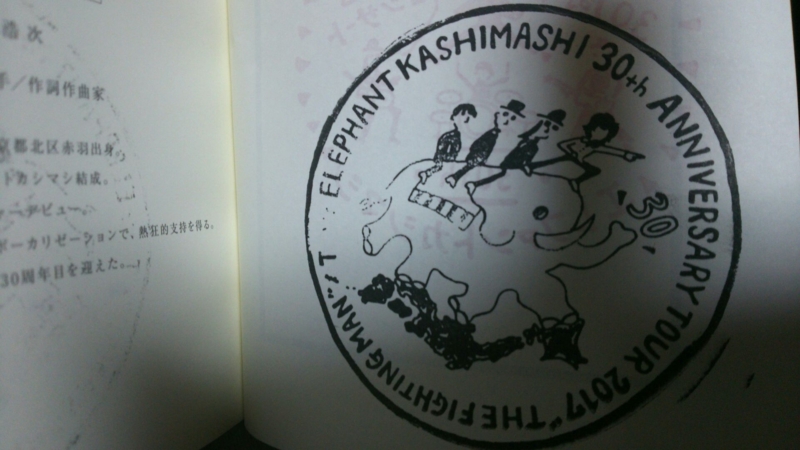 浩次
手／作詞作曲家
京都北区赤羽出身。
トカシマシ結成。
ャーデビュー。
ボーカリゼーションで、熱狂的支持を得る。
30周年目を迎えた。
ELEPHANT KASHIMASHI 30th ANNIVERSARY TOUR 2017 "THE FIGHTING MAN"
30